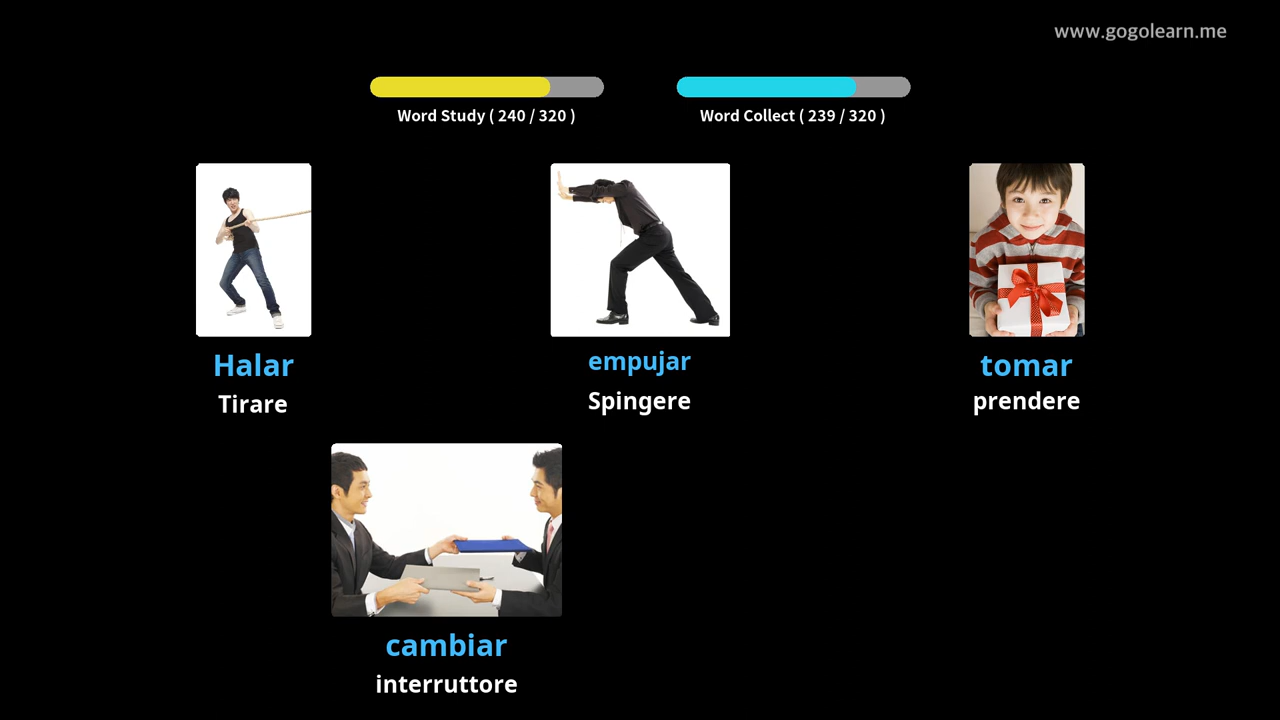 www.gogolearn.me
Word Study ( 240 / 320 )
Word Collect ( 239 / 320 )
Halar
Tirare
empujar
Spingere
tomar
prendere
cambiar
interruttore